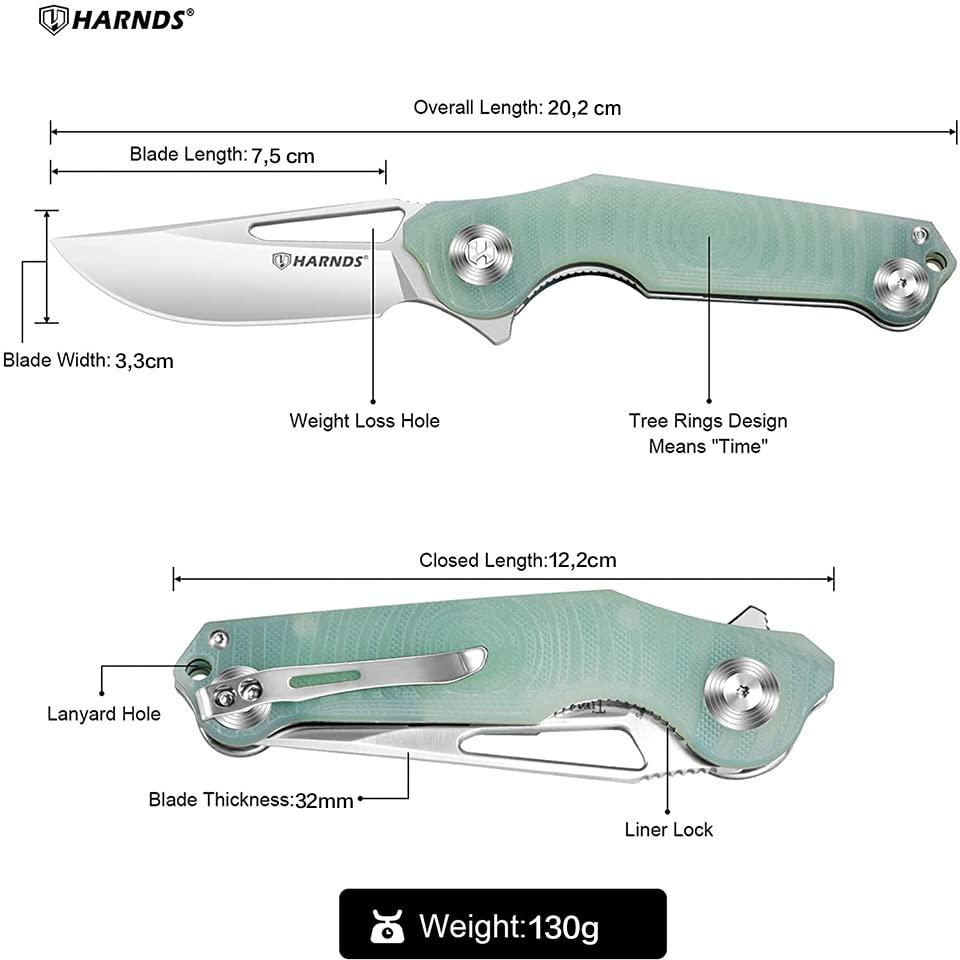 HARNDS®
Overall Length: 20,2 cm
Blade Length: 7,5 cm
HARNDS®
Blade Width: 3,3cm
Weight Loss Hole
Tree Rings Design
Means "Time"
Closed Length:12,2cm
Lanyard Hole
Blade Thickness:32mm
Liner Lock
Weight:130g